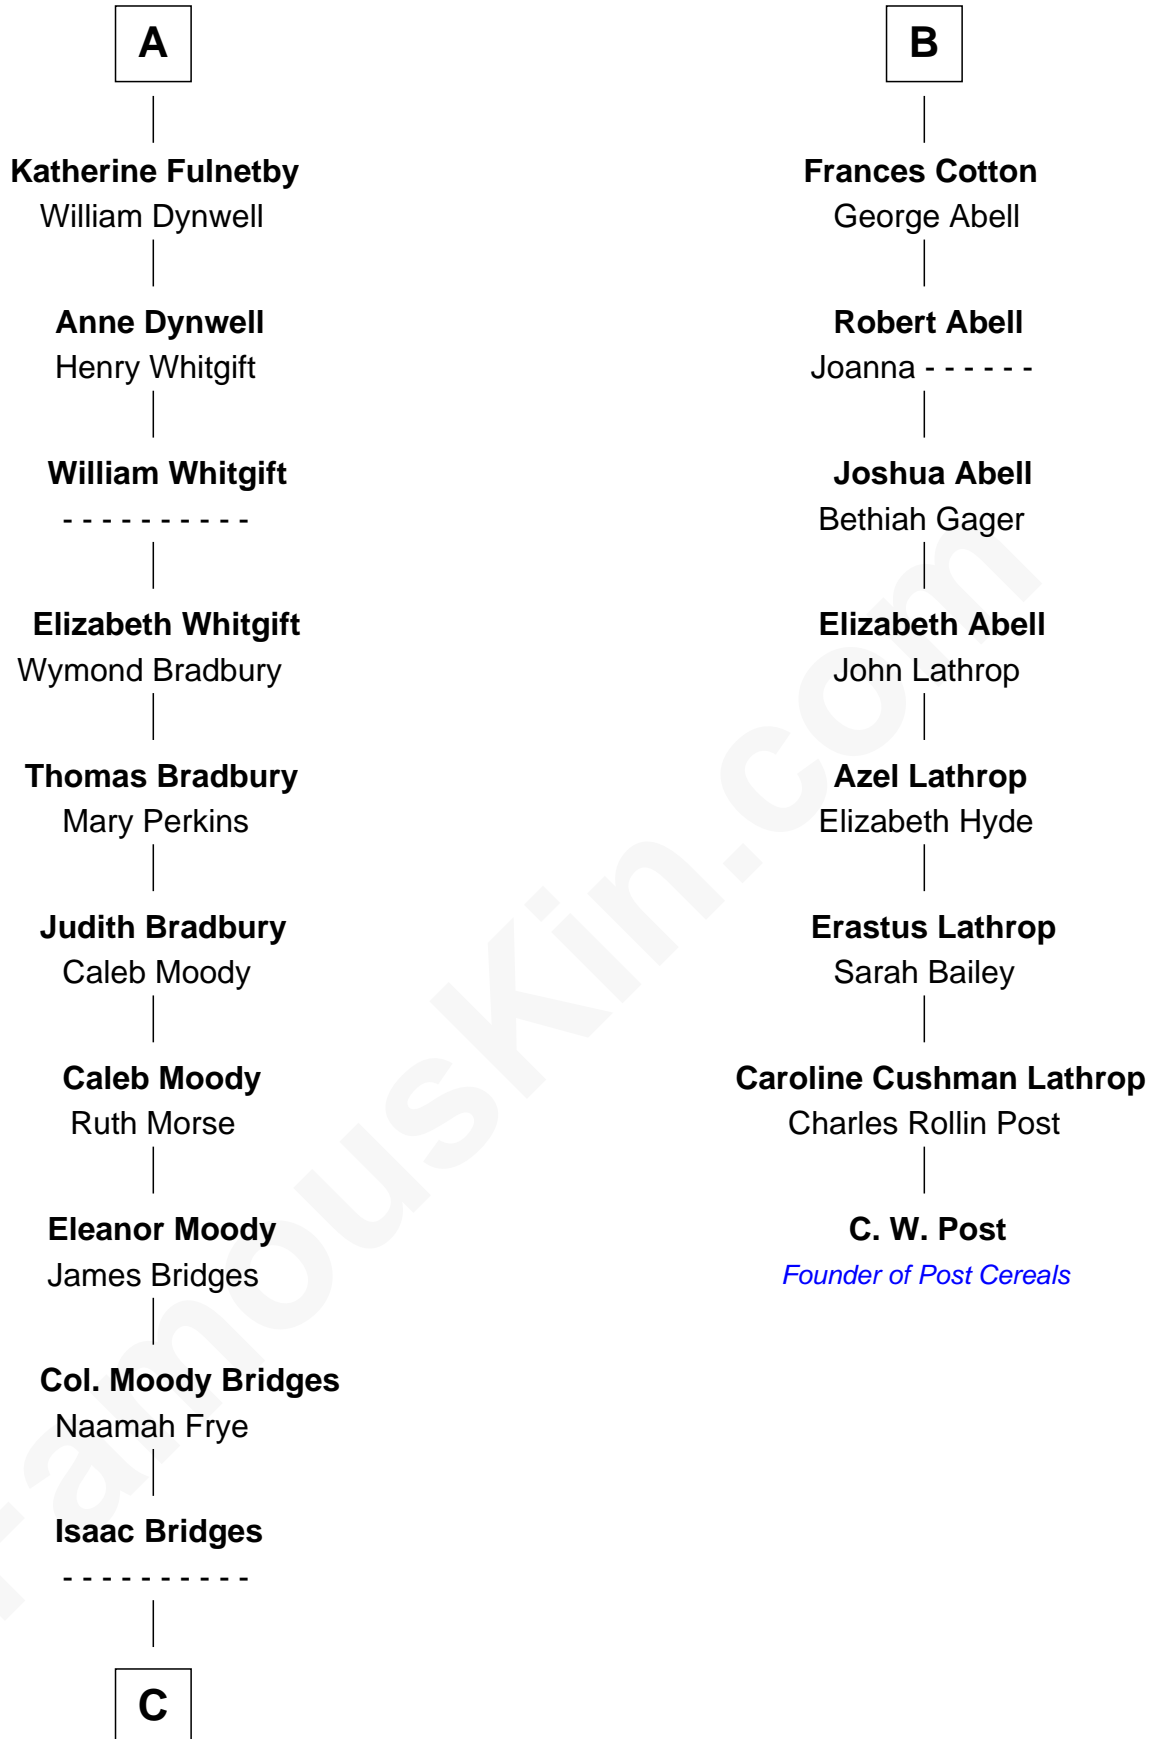 A
Katherine Fulnetby
William Dynwell
Anne Dynwell
Henry Whitgift
William Whitgift
- - - - - - - - - -
Elizabeth Whitgift
Wymond Bradbury
Thomas Bradbury
Mary Perkins
Judith Bradbury
Caleb Moody
Caleb Moody
Ruth Morse
Eleanor Moody
James Bridges
Col. Moody Bridges
Naamah Frye
Isaac Bridges
- - - - - - - - - -
C
B
Frances Cotton
George Abell
Robert Abell
Joanna - - - - - -
Joshua Abell
Bethiah Gager
Elizabeth Abell
John Lathrop
Azel Lathrop
Elizabeth Hyde
Erastus Lathrop
Sarah Bailey
Caroline Cushman Lathrop
Charles Rollin Post
C. W. Post
Founder of Post Cereals
FamousKin.com